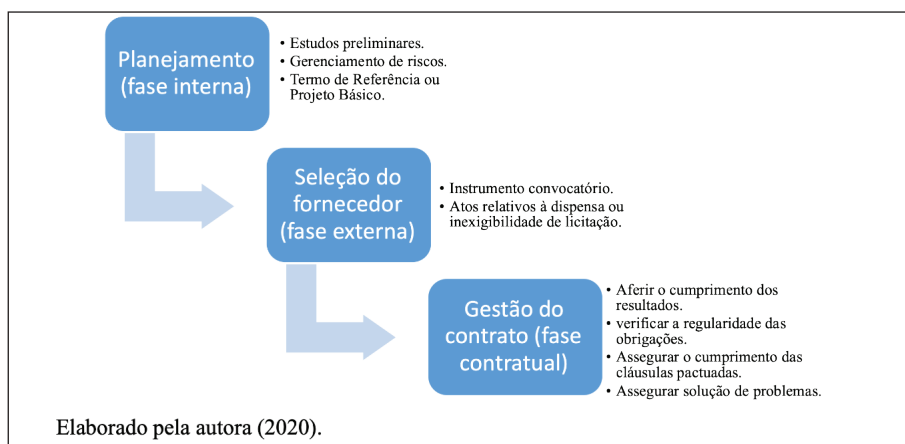 Planejamento
(fase interna)
• Estudos preliminares.
• Gerenciamento de riscos.
• Termo de Referência ou
Projeto Básico.
Seleção do
fornecedor
(fase externa)
• Instrumento convocatório.
• Atos relativos à dispensa ou
inexigibilidade de licitação.
Gestão do
contrato (fase
contratual)
• Aferir o cumprimento dos
resultados.
• verificar a regularidade das
obrigações.
• Assegurar o cumprimento das
cláusulas pactuadas.
• Assegurar solução de problemas.
Elaborado pela autora (2020).